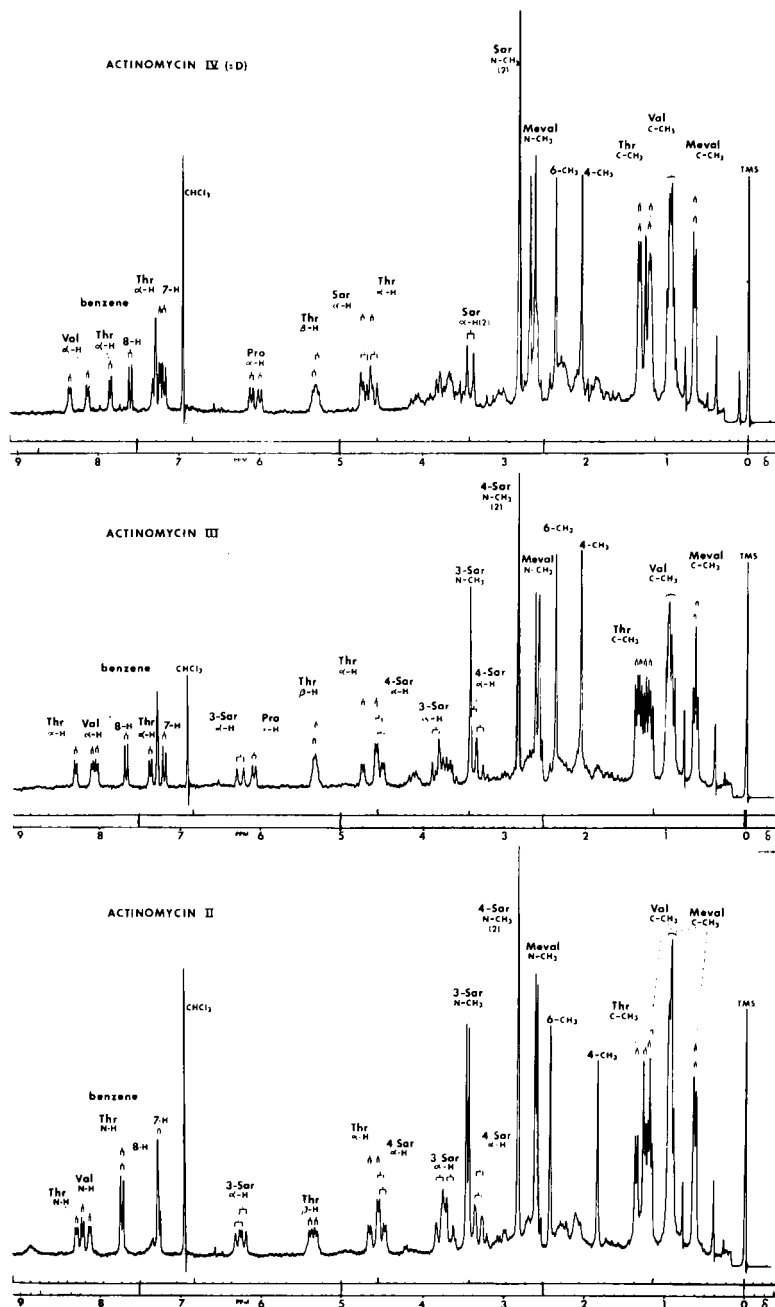 ACTINOMYCIN IV (≡D)
Sar
N-CH3
(2)
Meval
N-CH3
Val
C-CH3
Thr
C-CH3
Meval
C-CH3
TMS
6-CH3
4-CH3
CHCl3
benzene
Thr
α-H
7-H
Val
α-H
Thr
α-H
8-H
Pro
α-H
Thr
β-H
Sar
α-H
Thr
α-H
Sar
α-H(2)
9 8 7 6 5 4 3 2 1 0 δ
ACTINOMYCIN III
4-Sar
N-CH3
(2)
6-CH3
4-CH3
3-Sar
N-CH3
Meval
N-CH3
Val
C-CH3
Meval
C-CH3
TMS
Thr
C-CH3
benzene
CHCl3
Thr
α-H
Val
α-H
8-H
Thr
α-H
7-H
3-Sar
α-H
Pro
Thr
β-H
Thr
α-H
4-Sar
α-H
3-Sar
α-H
4-Sar
α-H
9 8 7 6 5 4 3 2 1 0 δ
PPM
ACTINOMYCIN II
4-Sar
N-CH3
(2)
Meval
N-CH3
Val
C-CH3
Meval
C-CH3
3-Sar
N-CH3
6-CH3
4-CH3
Thr
C-CH3
TMS
CHCl3
benzene
Thr
N-H
8-H
7-H
Thr
N-H
Val
N-H
3-Sar
α-H
Thr
β-H
Thr
α-H
4 Sar
α-H
3 Sar
α-H
4 Sar
α-H
9 8 7 6 5 4 3 2 1 0 δ